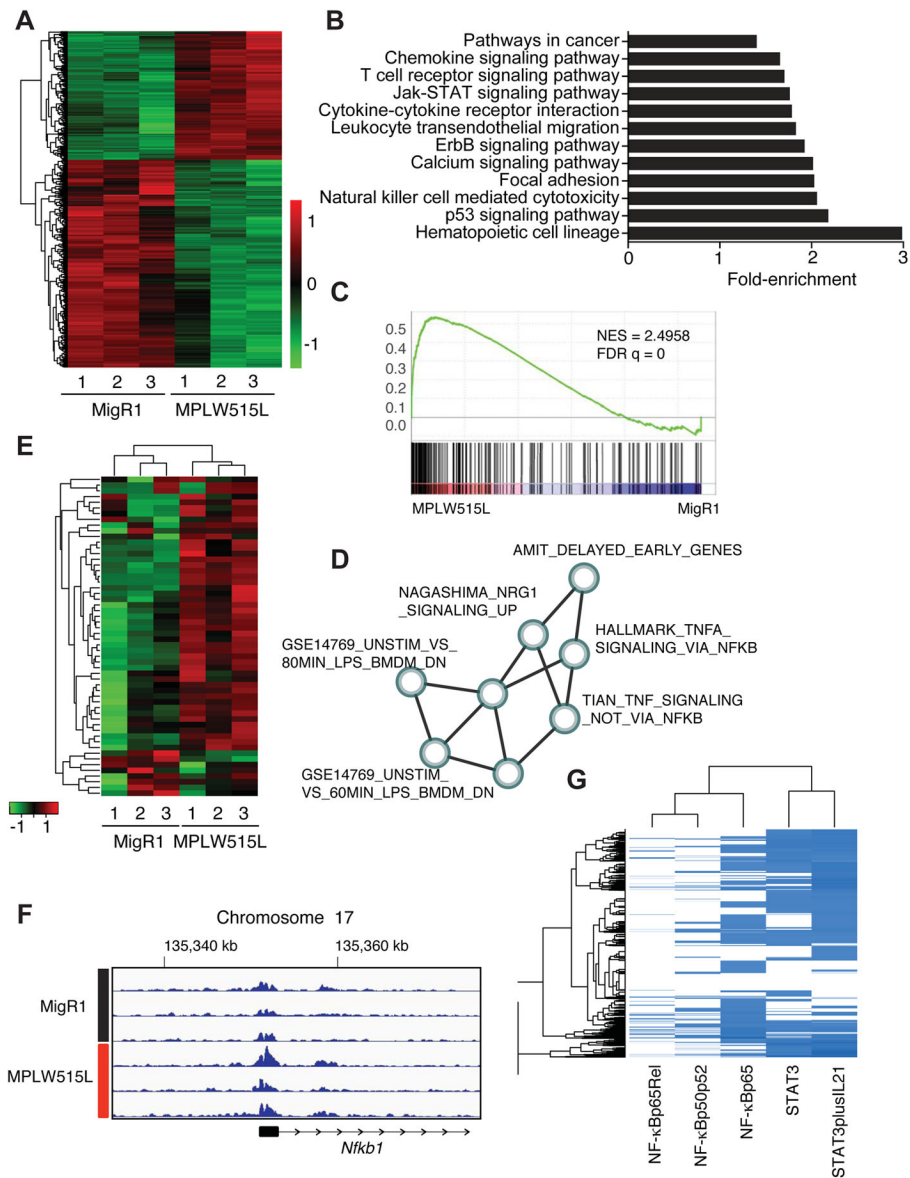 A
1
0
-1
1 2 3 1 2 3
MigR1 MPLW515L
B
Pathways in cancer
Chemokine signaling pathway
T cell receptor signaling pathway
Jak-STAT signaling pathway
Cytokine-cytokine receptor interaction
Leukocyte transendothelial migration
ErbB signaling pathway
Calcium signaling pathway
Focal adhesion
Natural killer cell mediated cytotoxicity
p53 signaling pathway
Hematopoietic cell lineage
0 1 2 3
Fold-enrichment
C
0.5
0.4
0.3
0.2
0.1
0.0
NES = 2.4958
FDR q = 0
MPLW515L MigR1
E
-1 1
1 2 3 1 2 3
MigR1 MPLW515L
D
AMIT_DELAYED_EARLY_GENES
NAGASHIMA_NRG1
_SIGNALING_UP
HALLMARK_TNFA_
SIGNALING_VIA_NFKB
GSE14769_UNSTIM_VS_
80MIN_LPS_BMDM_DN
TIAN_TNF_SIGNALING
_NOT_VIA_NFKB
GSE14769_UNSTIM_
VS_60MIN_LPS_BMDM_DN
F
Chromosome 17
135,340 kb 135,360 kb
MigR1
MPLW515L
Nfkb1
G
NF-κBp65Rel
NF-κBp50p52
NF-κBp65
STAT3
STAT3plusIL21